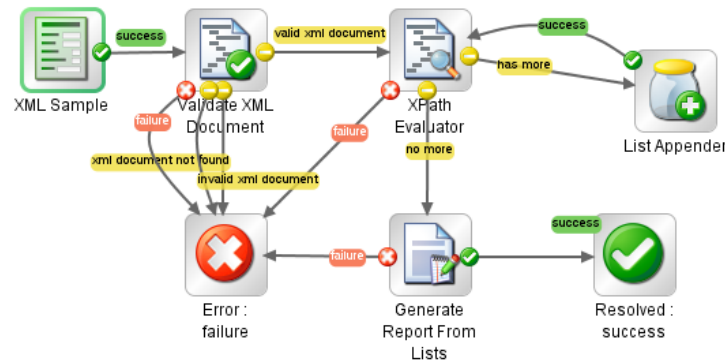 success
valid xml document
success
has more
XML Sample
Validate XML
Document
XPath
Evaluator
List Appender
failure
failure
no more
xml document not found
invalid xml document
success
failure
Error :
failure
Generate
Report From
Lists
Resolved :
success